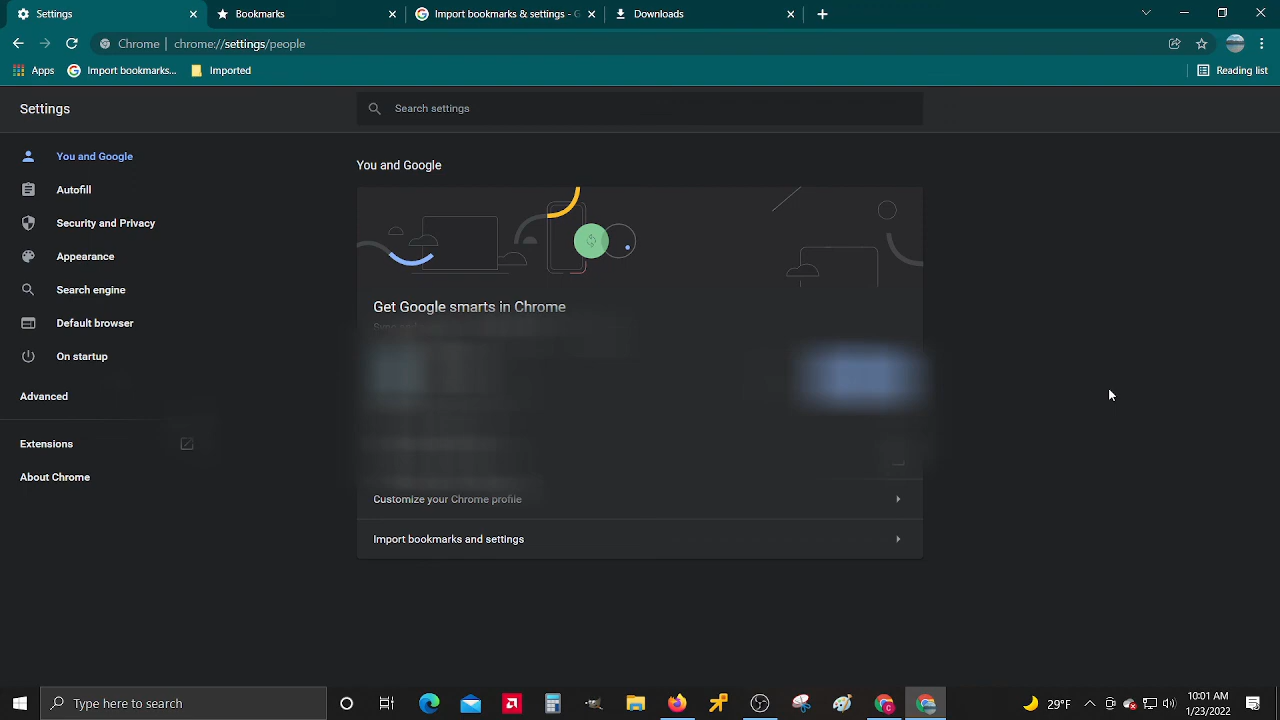 Settings
Bookmarks
Import bookmarks & settings - G
Downloads
Chrome | chrome://settings/people
Apps
Import bookmarks...
Imported
Reading list
Settings
Search settings
You and Google
Autofill
Security and Privacy
Appearance
Search engine
Default browser
On startup
Advanced
Extensions
About Chrome
You and Google
Get Google smarts in Chrome
Customize your Chrome profile
Import bookmarks and settings
Type here to search
29°F
10:01 AM
1/23/2022